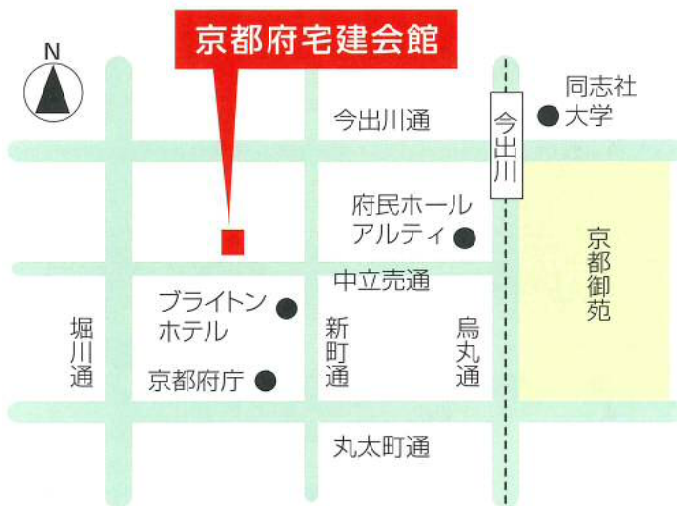 京都府宅建会館
N
同志社
大学
今出川通
今出川
府民ホール
アルティ
京都御苑
中立売通
ブライトン
ホテル
堀川通
新町通
烏丸通
京都府庁
丸太町通